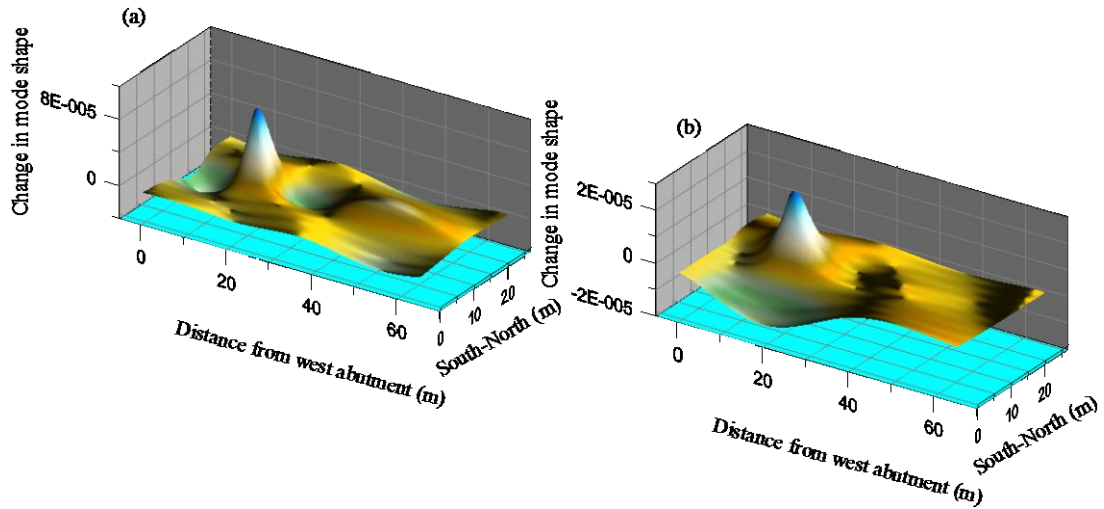 (a)
Change in mode shape
8E-005
0
0
20
40
60
Distance from west abutment (m)
0
10
20
South-North (m)
(b)
Change in mode shape
2E-005
0
-2E-005
0
20
40
60
Distance from west abutment (m)
0
10
20
South-North (m)